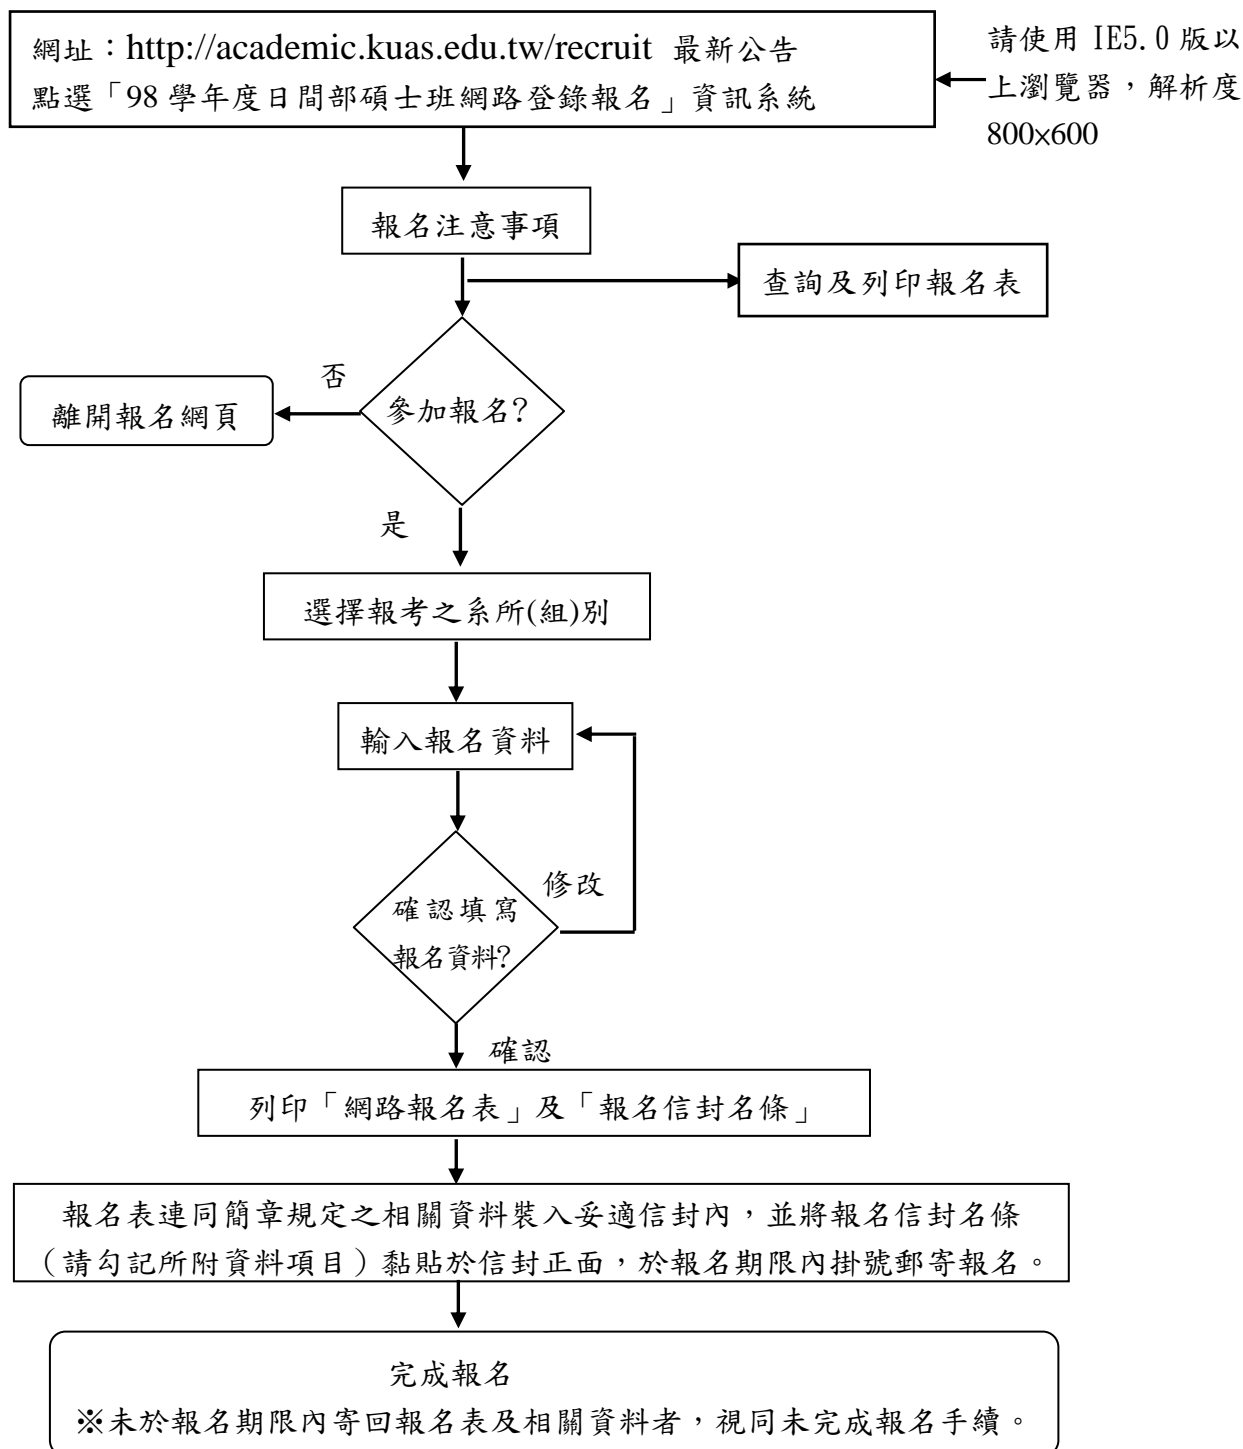 網址：http://academic.kuas.edu.tw/recruit 最新公告
點選「98 學年度日間部碩士班網路登錄報名」資訊系統
請使用 IE5.0 版以
上瀏覽器，解析度
800×600
報名注意事項
查詢及列印報名表
參加報名?
否
離開報名網頁
是
選擇報考之系所(組)別
輸入報名資料
修改
確認填寫
報名資料?
確認
列印「網路報名表」及「報名信封名條」
報名表連同簡章規定之相關資料裝入妥適信封內，並將報名信封名條
（請勾記所附資料項目）黏貼於信封正面，於報名期限內掛號郵寄報名。
完成報名
※未於報名期限內寄回報名表及相關資料者，視同未完成報名手續。